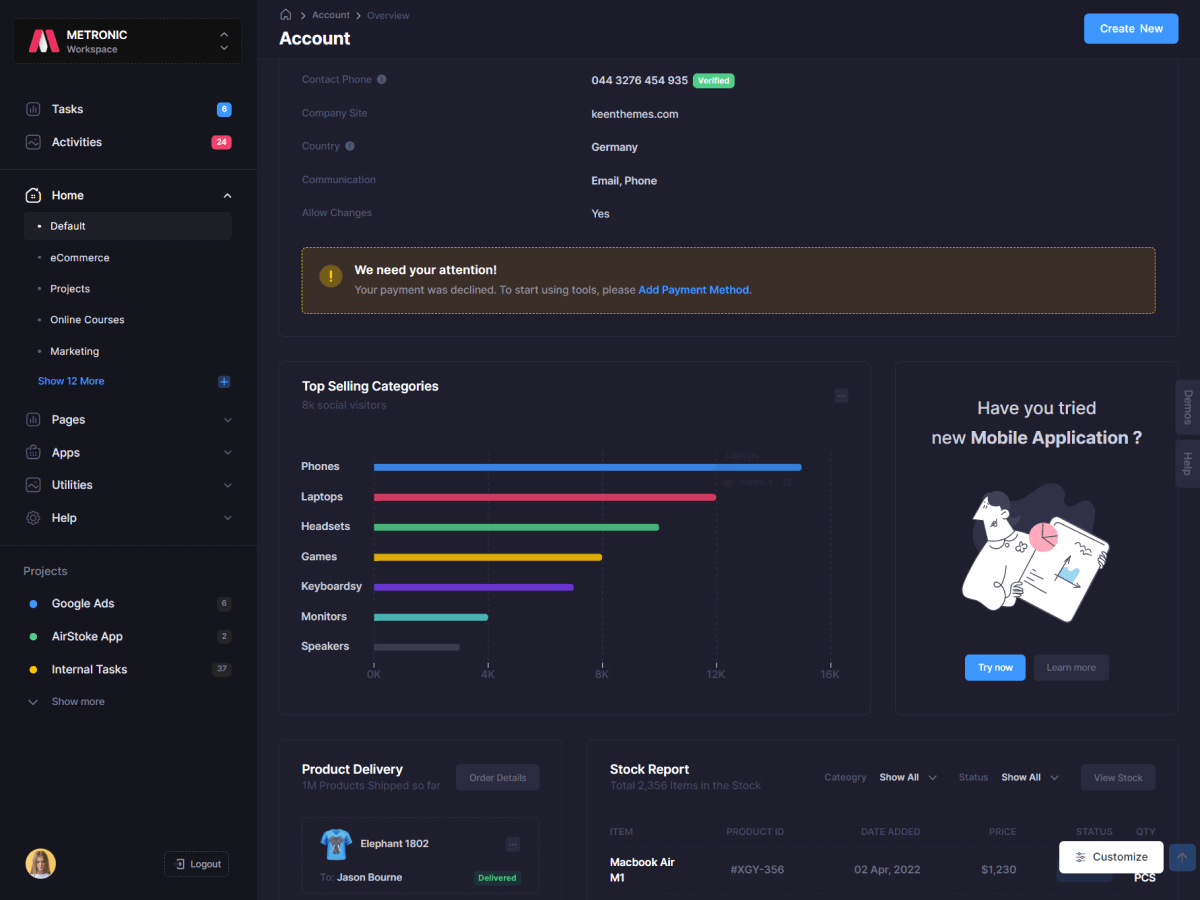 METRONIC
Workspace
Tasks
6
Activities
24
Home
Default
eCommerce
Projects
Online Courses
Marketing
Show 12 More
Pages
Apps
Utilities
Help
Projects
Google Ads
6
AirStoke App
2
Internal Tasks
37
Show more
Logout
Account
Overview
Account
Create New
Contact Phone
044 3276 454 935
Verified
Company Site
keenthemes.com
Country
Germany
Communication
Email, Phone
Allow Changes
Yes
We need your attention!
Your payment was declined. To start using tools, please Add Payment Method.
Top Selling Categories
8k social visitors
Laptops
Phones
Laptops
Headsets
Games
Keyboardsy
Monitors
Speakers
0K
4K
8K
12K
16K
Have you tried
new Mobile Application ?
Try now
Learn more
Demos
Help
Product Delivery
1M Products Shipped so far
Order Details
Elephant 1802
To: Jason Bourne
Delivered
Stock Report
Total 2,356 Items in the Stock
Cateogry
Show All
Status
Show All
View Stock
ITEM
PRODUCT ID
DATE ADDED
PRICE
STATUS
QTY
Macbook Air
M1
#XGY-356
02 Apr, 2022
$1,230
PCS
Customize